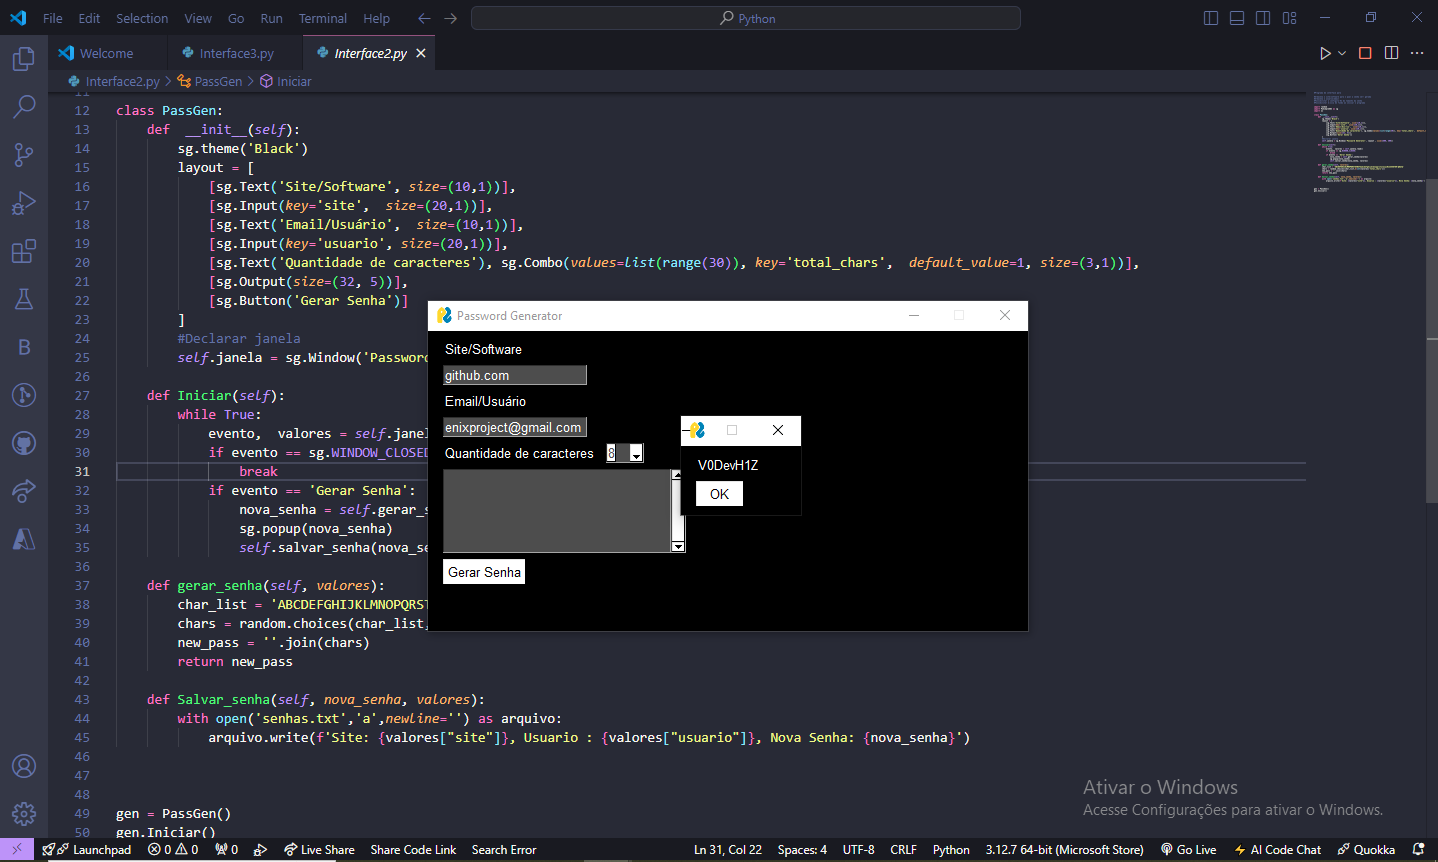 File Edit Selection View Go Run Terminal Help
Python
Welcome
Interface3.py
Interface2.py
Interface2.py > PassGen > Iniciar
11
12 class PassGen:
13 def __init__(self):
14 sg.theme('Black')
15 layout = [
16 [sg.Text('Site/Software', size=(10,1))],
17 [sg.Input(key='site', size=(20,1))],
18 [sg.Text('Email/Usuário', size=(10,1))],
19 [sg.Input(key='usuario', size=(20,1))],
20 [sg.Text('Quantidade de caracteres'), sg.Combo(values=list(range(30)), key='total_chars', default_value=1, size=(3,1))],
21 [sg.Output(size=(32, 5))],
22 [sg.Button('Gerar Senha')]
23 ]
24 #Declarar janela
25 self.janela = sg.Window('Password
26
27 def Iniciar(self):
28 while True:
29 evento, valores = self.janel
30 if evento == sg.WINDOW_CLOSED
31 break
32 if evento == 'Gerar Senha':
33 nova_senha = self.gerar_s
34 sg.popup(nova_senha)
35 self.salvar_senha(nova_se
36
37 def gerar_senha(self, valores):
38 char_list = 'ABCDEFGHIJKLMNOPQRST
39 chars = random.choices(char_list,
40 new_pass = ''.join(chars)
41 return new_pass
42
43 def Salvar_senha(self, nova_senha, valores):
44 with open('senhas.txt','a',newline='') as arquivo:
45 arquivo.write(f'Site: {valores["site"]}, Usuario : {valores["usuario"]}, Nova Senha: {nova_senha}')
46
47
48
49 gen = PassGen()
50 gen.Iniciar()
Password Generator
Site/Software
github.com
Email/Usuário
enixproject@gmail.com
Quantidade de caracteres 8
Gerar Senha
V0DevH1Z
OK
Ativar o Windows
Acesse Configurações para ativar o Windows.
Launchpad 0 0 0 Live Share Share Code Link Search Error Ln 31, Col 22 Spaces: 4 UTF-8 CRLF Python 3.12.7 64-bit (Microsoft Store) Go Live AI Code Chat Quokka